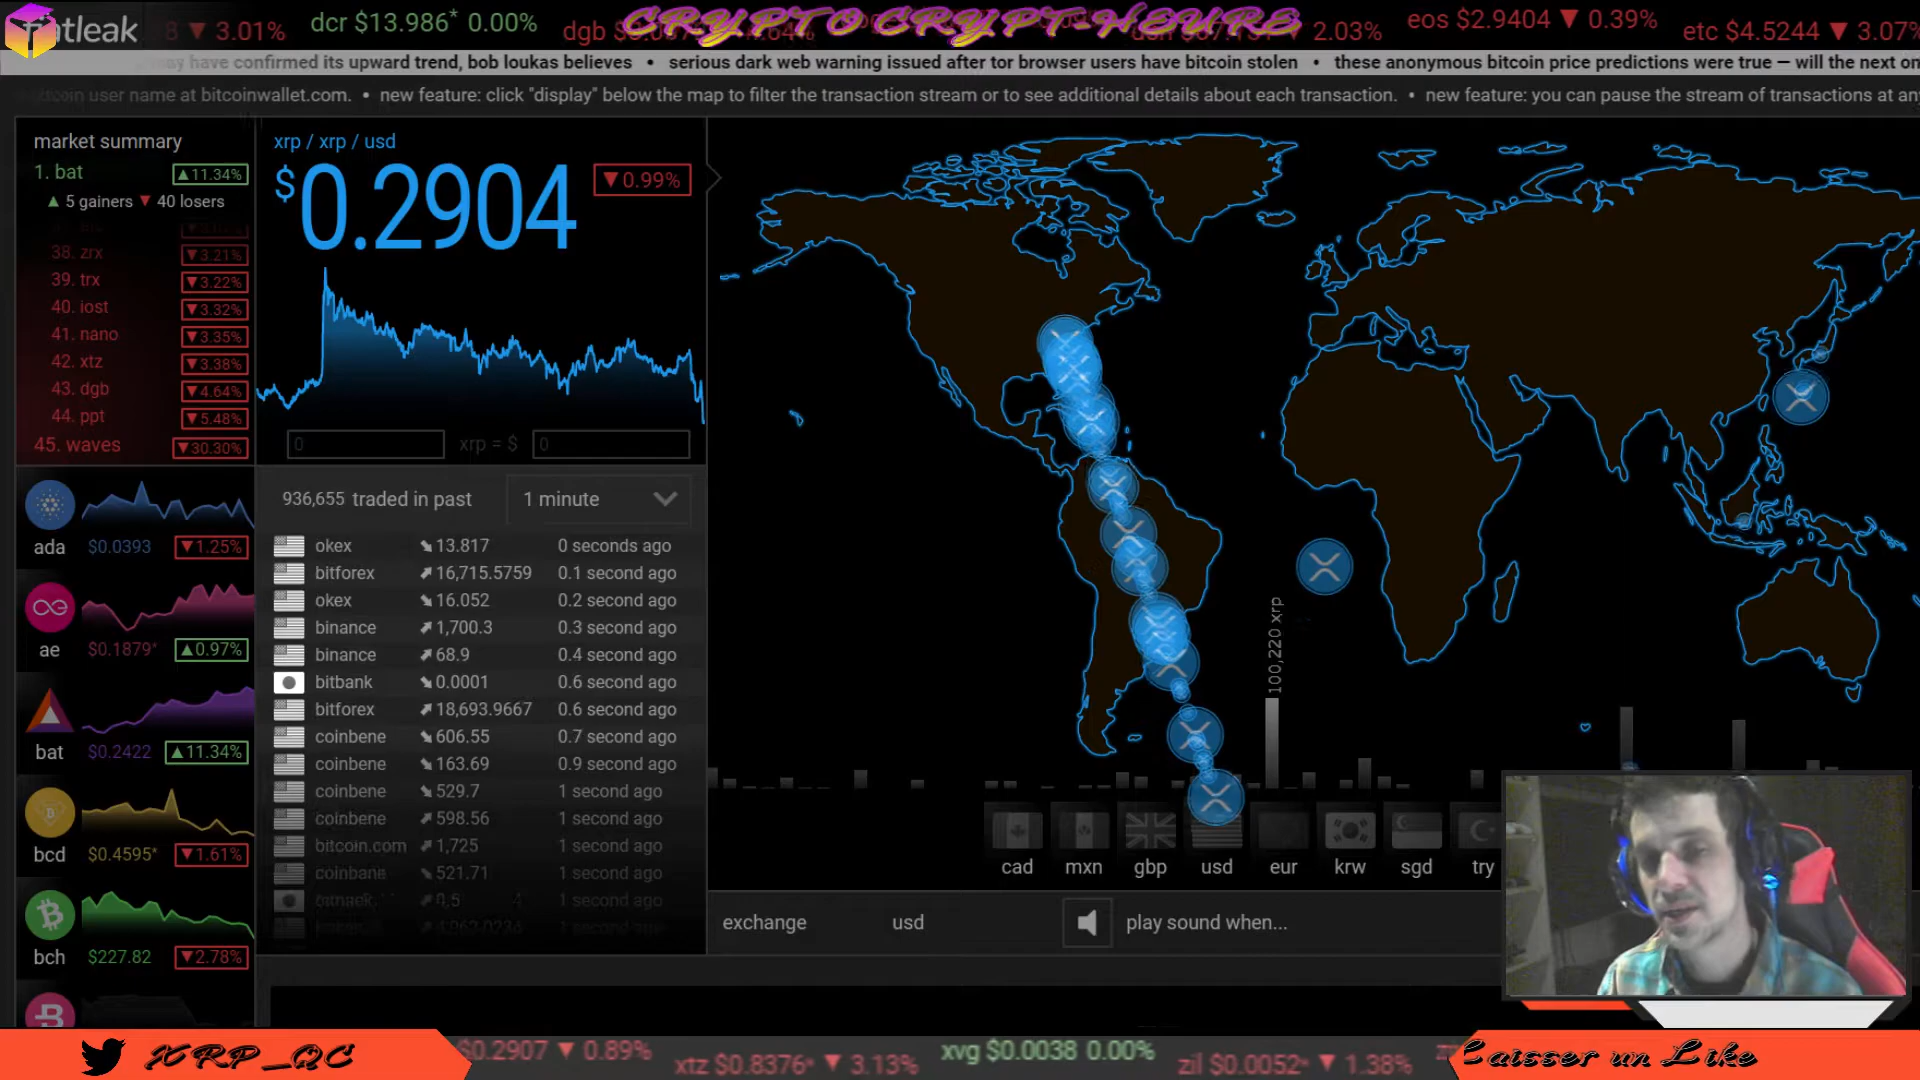 atleak
8 ▼ 3.01%
dcr $13.986* 0.00%
dgb
CRYPTO CRYPT-HEURE
2.03%
eos $2.9404 ▼ 0.39%
etc $4.5244 ▼ 3.07%
may have confirmed its upward trend, bob loukas believes • serious dark web warning issued after tor browser users have bitcoin stolen • these anonymous bitcoin price predictions were true — will the next on
user name at bitcoinwallet.com. • new feature: click "display" below the map to filter the transaction stream or to see additional details about each transaction. • new feature: you can pause the stream of transactions at any
market summary
1. bat ▲11.34%
▲ 5 gainers ▼ 40 losers
38. zrx ▼3.21%
39. trx ▼3.22%
40. iost ▼3.32%
41. nano ▼3.35%
42. xtz ▼3.38%
43. dgb ▼4.64%
44. ppt ▼5.48%
45. waves ▼30.30%
xrp / xrp / usd
$0.2904 ▼0.99%
0 xrp = $ 0
936,655 traded in past 1 minute
okex 13.817 0 seconds ago
bitforex 16,715.5759 0.1 second ago
okex 16.052 0.2 second ago
binance 1,700.3 0.3 second ago
binance 68.9 0.4 second ago
bitbank 0.0001 0.6 second ago
bitforex 18,693.9667 0.6 second ago
coinbene 606.55 0.7 second ago
coinbene 163.69 0.9 second ago
coinbene 529.7 1 second ago
coinbene 598.56 1 second ago
bitcoin.com 1,725 1 second ago
coinbane 521.71 1 second ago
0.5 1 second ago
ada $0.0393 ▼1.25%
ae $0.1879* ▲0.97%
bat $0.2422 ▲11.34%
bcd $0.4595* ▼1.61%
bch $227.82 ▼2.78%
100,220 xrp
cad mxn gbp usd eur krw sgd try
exchange usd play sound when...
XRP_QC
$0.2907 ▼ 0.89%
xtz $0.8376* ▼ 3.13%
xvg $0.0038 0.00%
zil $0.0052* ▼ 1.38%
Laisser un Like